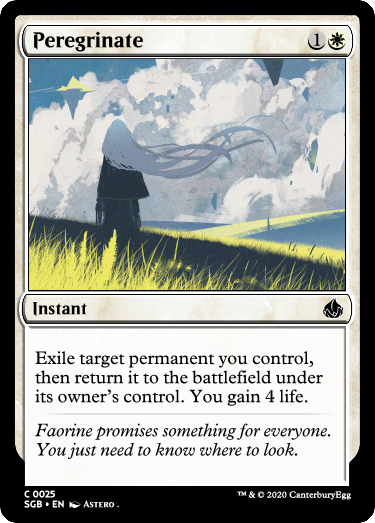 Peregrinate 1
Instant
Exile target permanent you control,
then return it to the battlefield under
its owner's control. You gain 4 life.
Faorine promises something for everyone.
You just need to know where to look.
C 0025
SGB • EN ASTERO . ™ & © 2020 CanterburyEgg